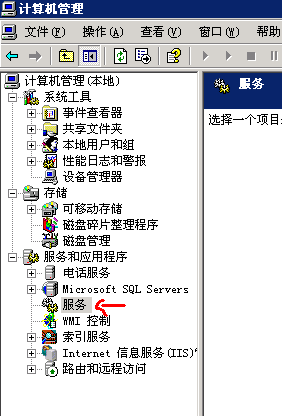 计算机管理
文件(F) 操作(A) 查看(V) 窗口(W) 帮助
计算机管理(本地)
系统工具
事件查看器
共享文件夹
本地用户和组
性能日志和警报
设备管理器
存储
可移动存储
磁盘碎片整理程序
磁盘管理
服务和应用程序
电话服务
Microsoft SQL Servers
服务
WMI 控制
索引服务
Internet 信息服务(IIS)
路由和远程访问
服务
选择一个项目